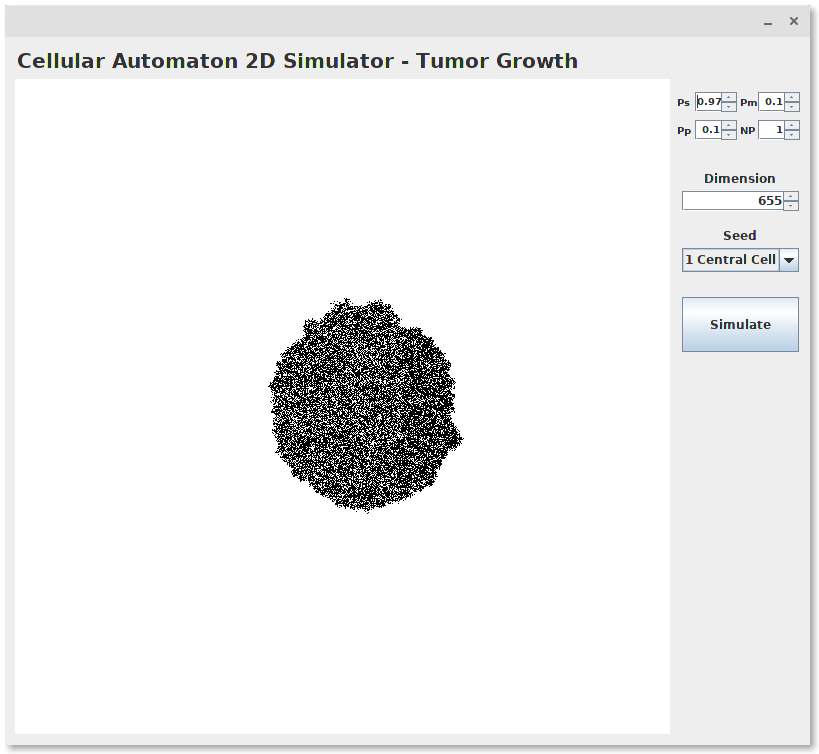 Cellular Automaton 2D Simulator - Tumor Growth
Ps 0.97 Pm 0.1
Pp 0.1 NP 1
Dimension
655
Seed
1 Central Cell
Simulate